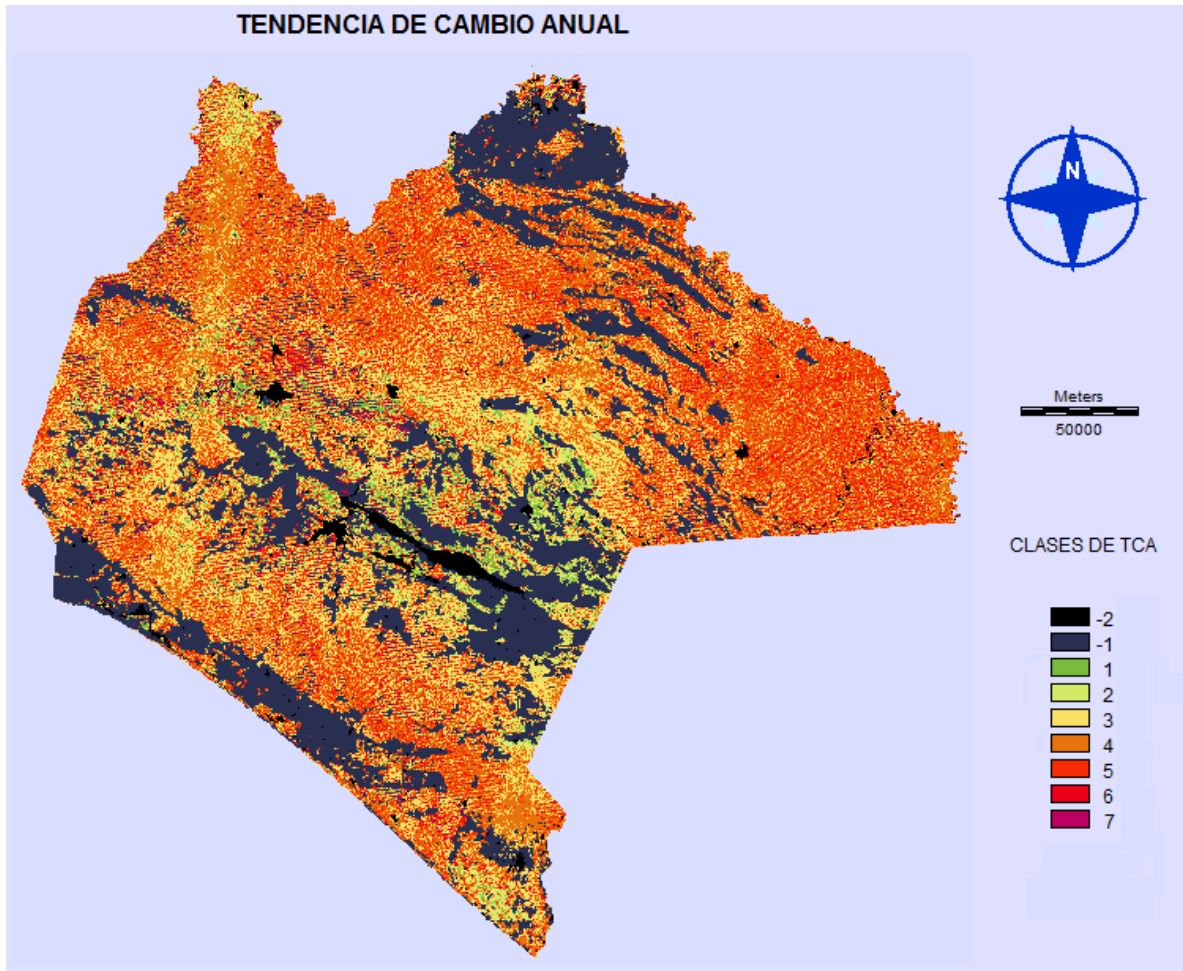 TENDENCIA DE CAMBIO ANUAL
N
Meters
50000
CLASES DE TCA
-2
-1
1
2
3
4
5
6
7